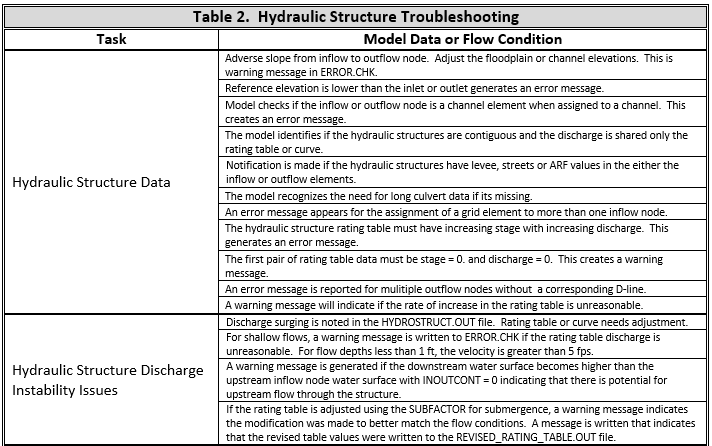 Table 2.  Hydraulic Structure Troubleshooting
Task
Model Data or Flow Condition
Hydraulic Structure Data
Adverse slope from inflow to outflow node.  Adjust the floodplain or channel elevations.  This is
warning message in ERROR.CHK.
Reference elevation is lower than the inlet or outlet generates an error message.
Model checks if the inflow or outflow node is a channel element when assigned to a channel.  This
creates an error message.
The model identifies if the hydraulic structures are contiguous and the discharge is shared only the
rating table or curve.
Notification is made if the hydraulic structures have levee, streets or ARF values in the either the
inflow or outflow elements.
The model recognizes the need for long culvert data if its missing.
An error message appears for the assignment of a grid element to more than one inflow node.
The hydraulic structure rating table must have increasing stage with increasing discharge.  This
generates an error message.
The first pair of rating table data must be stage = 0. and discharge = 0.  This creates a warning
message.
An error message is reported for mulitiple outflow nodes without  a corresponding D-line.
A warning message will indicate if the rate of increase in the rating table is unreasonable.
Hydraulic Structure Discharge
Instability Issues
Discharge surging is noted in the HYDROSTRUCT.OUT file.  Rating table or curve needs adjustment.
For shallow flows, a warning message is written to ERROR.CHK if the rating table discharge is
unreasonable.  For flow depths less than 1 ft, the velocity is greater than 5 fps.
A warning message is generated if the downstream water surface becomes higher than the
upstream inflow node water surface with INOUTCONT = 0 indicating that there is potential for
upstream flow through the structure.
If the rating table is adjusted using the SUBFACTOR for submergence, a warning message indicates
the modification was made to better match the flow conditions.  A message is written that indicates
that the revised table values were written to the REVISED_RATING_TABLE.OUT file.